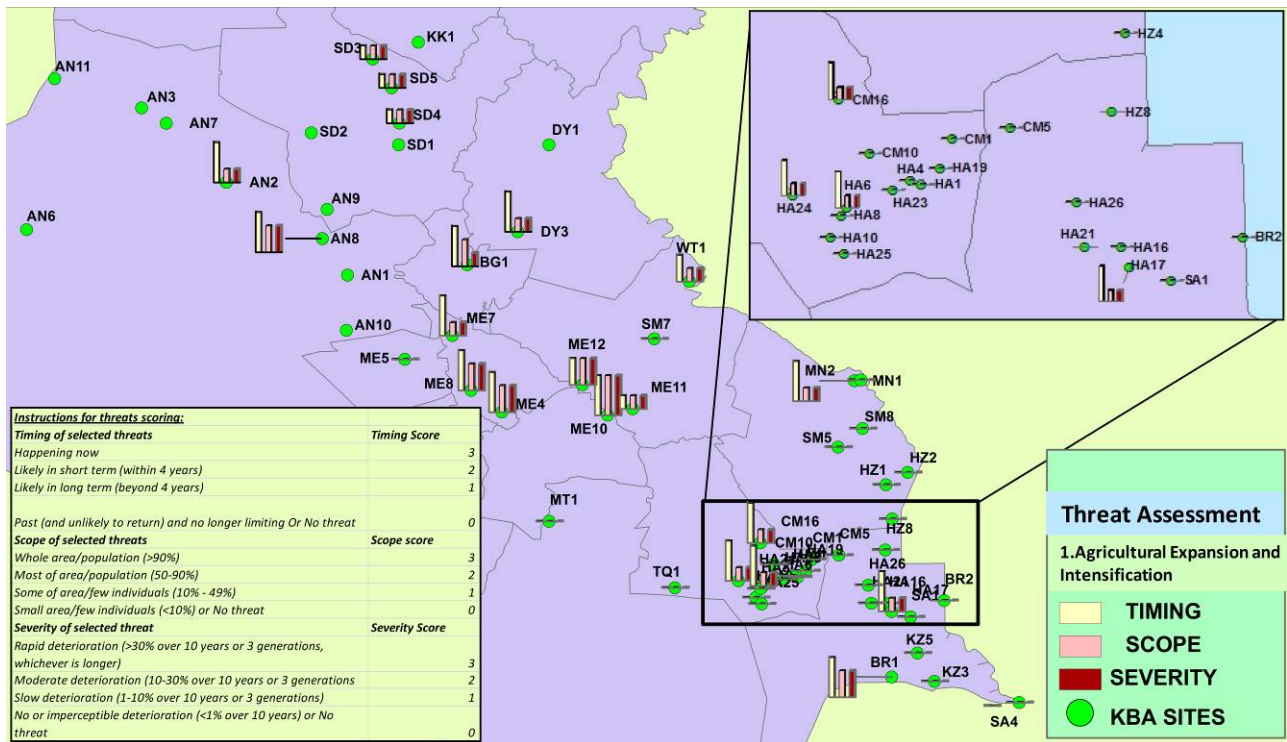 KK1
SD3
AN11
SD5
AN3
SD4
AN7
SD2
DY1
SD1
AN2
AN9
AN6
DY3
AN8
WT1
BG1
AN1
ME7
AN10
SM7
ME12
ME5
MN2
MN1
ME8
ME11
ME4
ME10
SM8
SM5
HZ2
HZ1
MT1
CM16
HZ8
CM1
CM5
CM10
HA19
HA26
TQ1
HA25
HA16
BR2
HA17
KZ5
BR1
KZ3
SA4
HZ4
CM16
HZ8
CM5
CM1
CM10
HA19
HA4
HA6
HA1
HA24
HA23
HA26
HA8
HA10
HA21
HA16
BR2
HA25
HA17
SA1
Instructions for threats scoring:
Timing of selected threats Timing Score
Happening now 3
Likely in short term (within 4 years) 2
Likely in long term (beyond 4 years) 1
Past (and unlikely to return) and no longer limiting Or No threat 0
Scope of selected threats Scope score
Whole area/population (>90%) 3
Most of area/population (50-90%) 2
Some of area/few individuals (10% - 49%) 1
Small area/few individuals (<10%) or No threat 0
Severity of selected threat Severity Score
Rapid deterioration (>30% over 10 years or 3 generations,
whichever is longer) 3
Moderate deterioration (10-30% over 10 years or 3 generations 2
Slow deterioration (1-10% over 10 years or 3 generations) 1
No or imperceptible deterioration (<1% over 10 years) or No
threat 0
Threat Assessment
1.Agricultural Expansion and
Intensification
TIMING
SCOPE
SEVERITY
KBA SITES